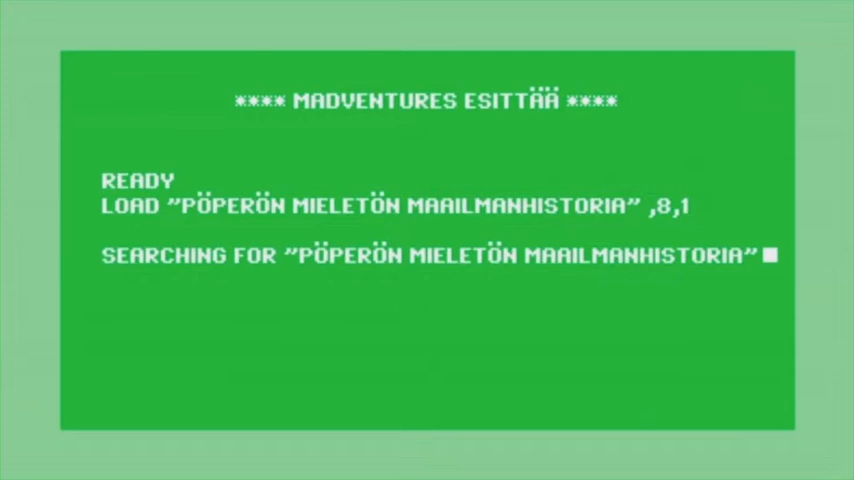 **** MADVENTURES ESITTÄÄ ****
READY
LOAD "PÖPERÖN MIELETÖN MAAILMANHISTORIA" ,8,1
SEARCHING FOR "PÖPERÖN MIELETÖN MAAILMANHISTORIA"